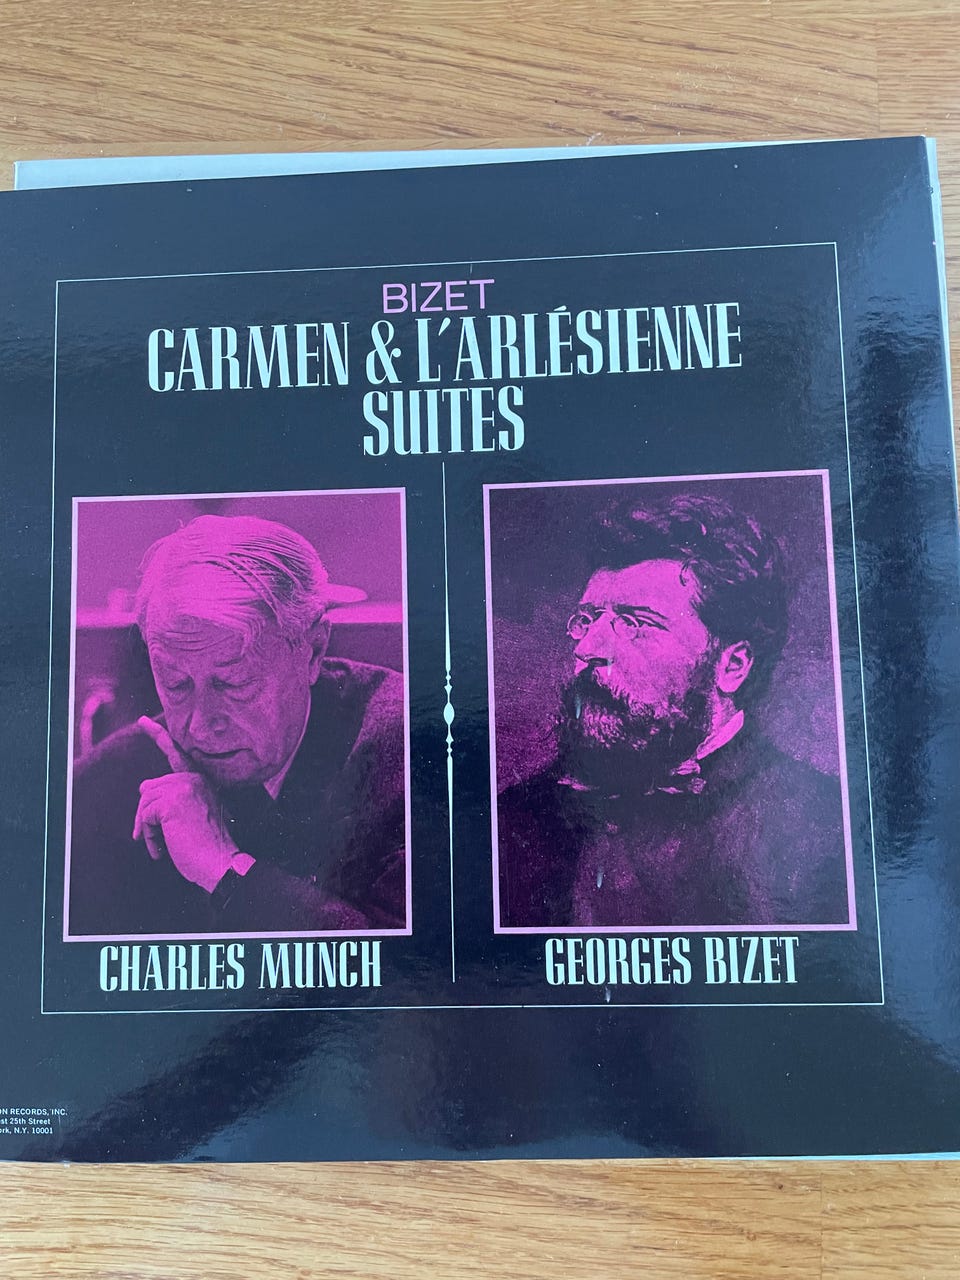 BIZET
CARMEN & L'ARLÉSIENNE
SUITES
CHARLES MUNCH
GEORGES BIZET
RECORDS, INC.
25th Street
N.Y. 10001